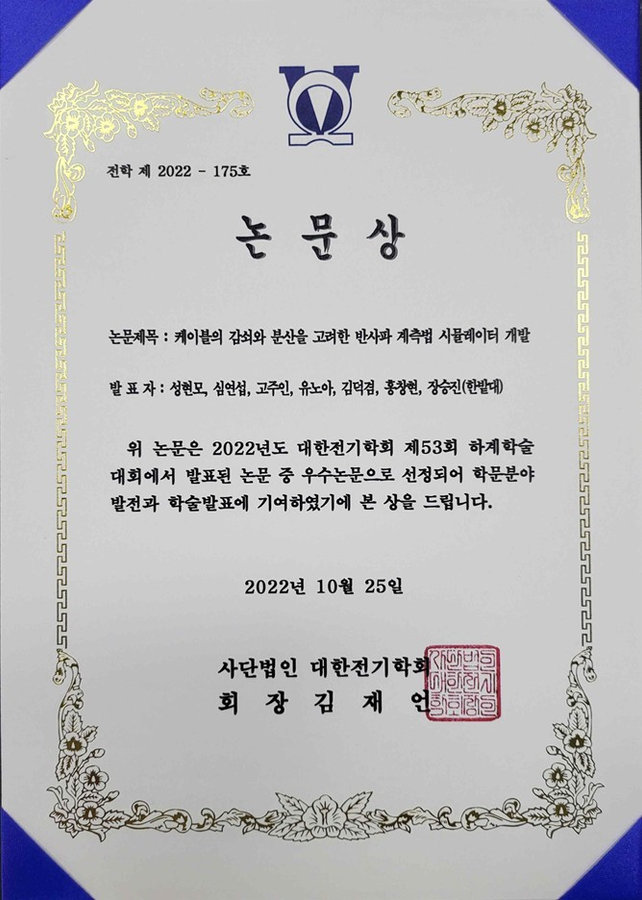 전학 제 2022 - 175호
논 문 상
논문제목 : 케이블의 감쇠와 분산을 고려한 반사파 계측법 시뮬레이터 개발
발 표 자 : 성현모, 심연섭, 고주인, 유노아, 김덕겸, 홍창현, 장승진(한밭대)
위 논문은 2022년도 대한전기학회 제53회 하계학술
대회에서 발표된 논문 중 우수논문으로 선정되어 학문분야
발전과 학술발표에 기여하였기에 본 상을 드립니다.
2022년 10월 25일
사단법인 대한전기학회
회 장 김 재 언